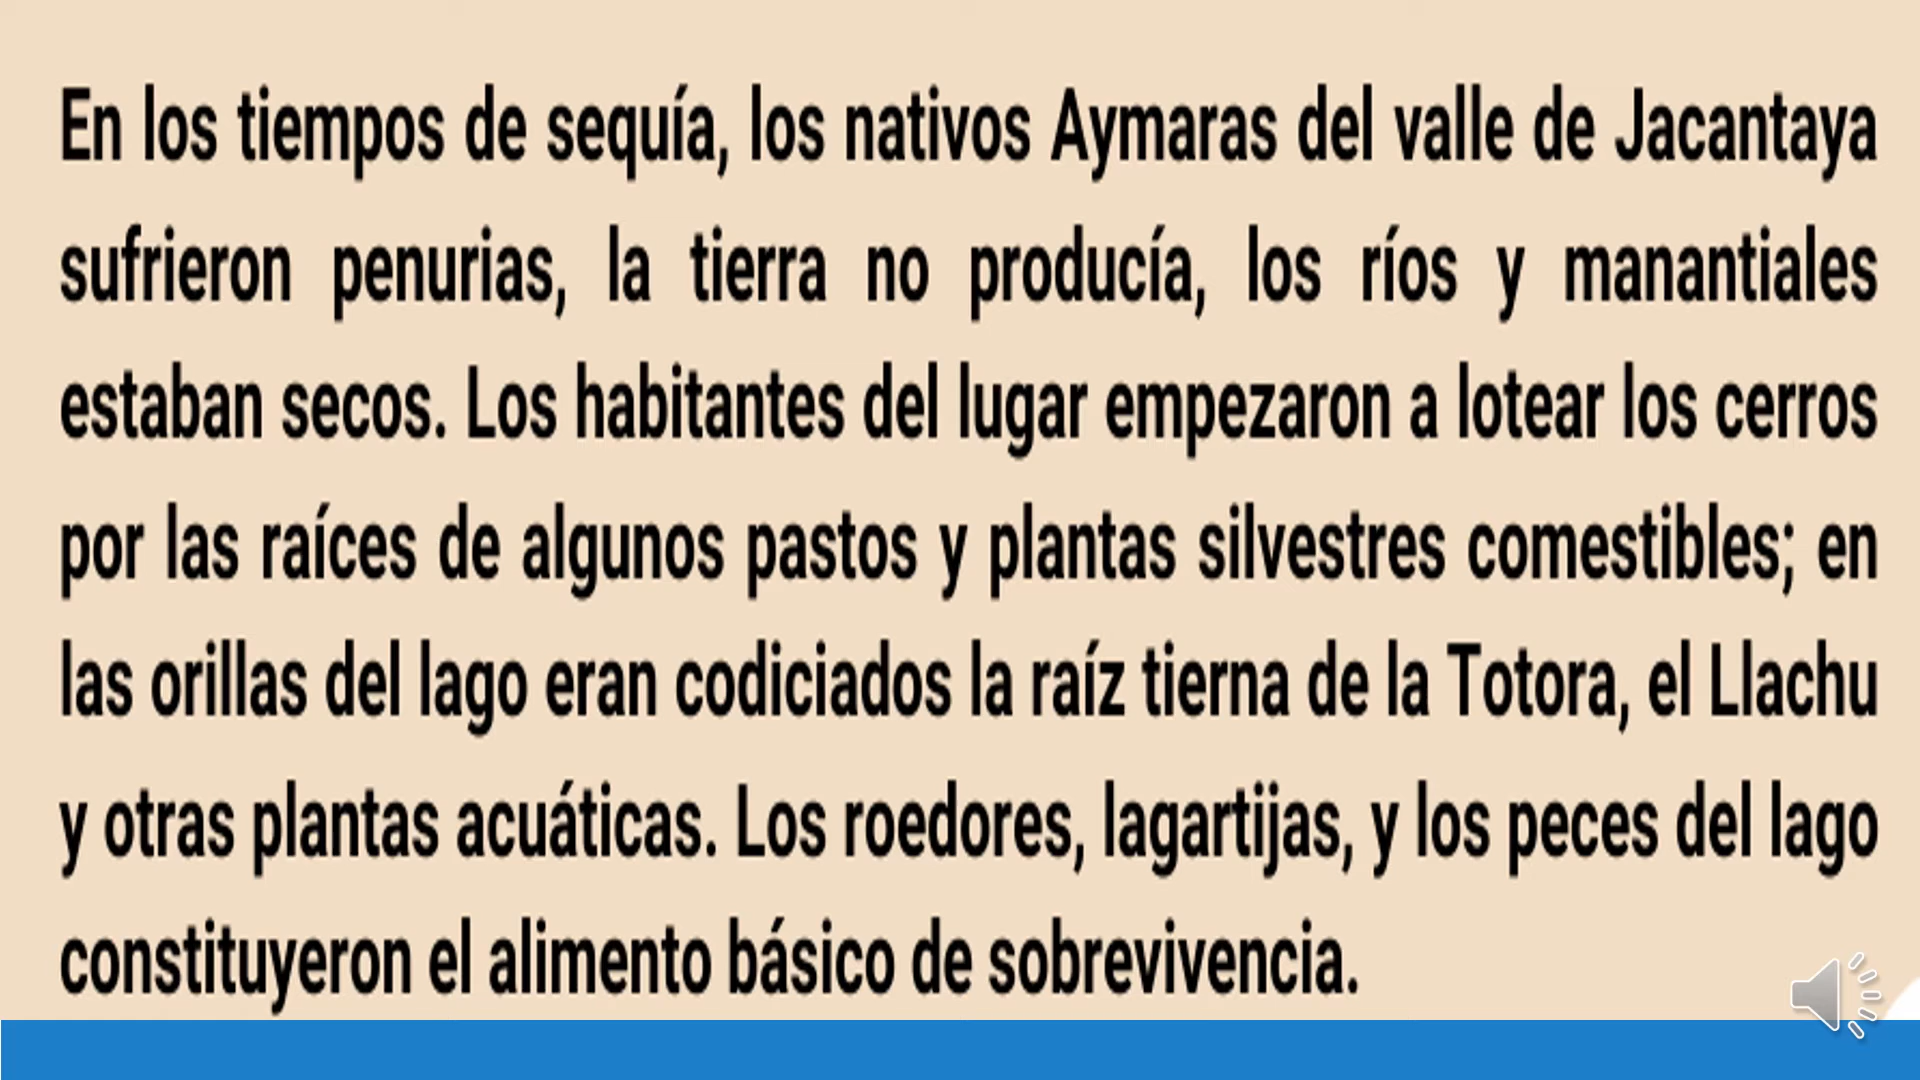 En los tiempos de sequía, los nativos Aymaras del valle de Jacantaya
sufrieron penurias, la tierra no producía, los ríos y manantiales
estaban secos. Los habitantes del lugar empezaron a lotear los cerros
por las raíces de algunos pastos y plantas silvestres comestibles; en
las orillas del lago eran codiciados la raíz tierna de la Totora, el Llachu
y otras plantas acuáticas. Los roedores, lagartijas, y los peces del lago
constituyeron el alimento básico de sobrevivencia.